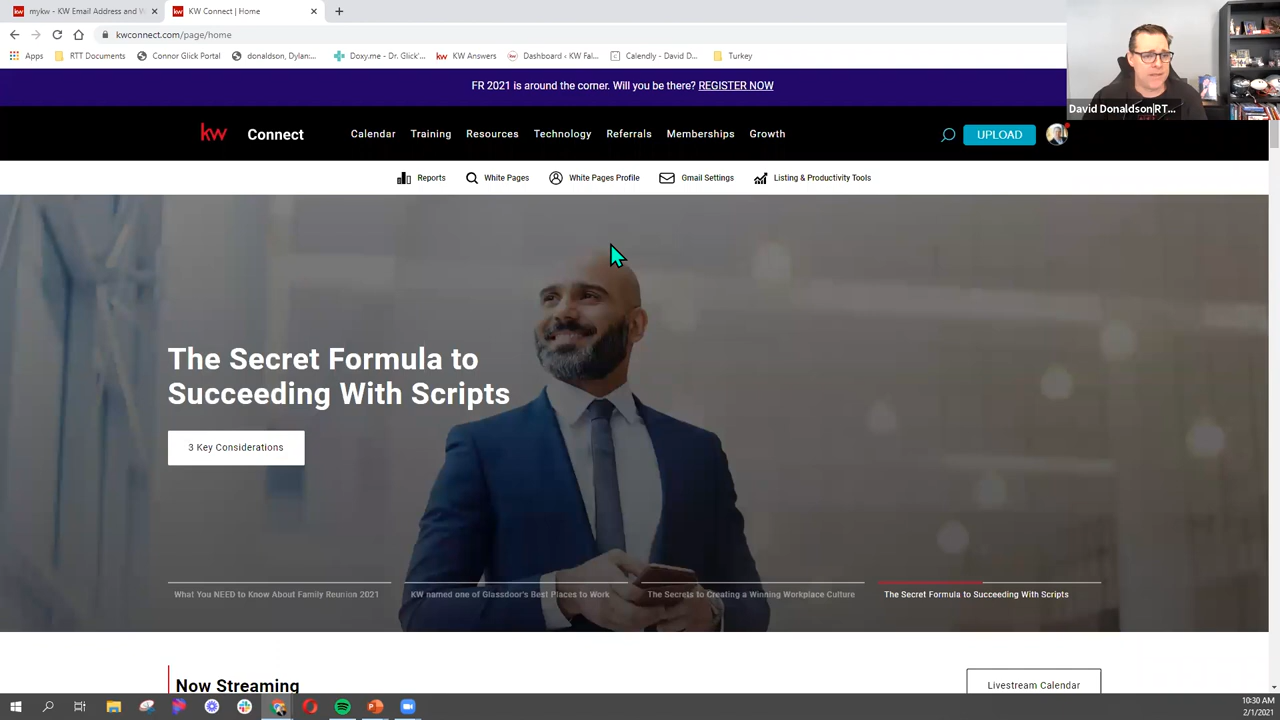 mykw - KW Email Address and W
KW Connect | Home
kwconnect.com/page/home
Apps
RTT Documents
Connor Glick Portal
donaldson, Dylan:...
Doxy.me - Dr. Glick'...
KW Answers
Dashboard ‹ KW Fal...
Calendly - David D...
Turkey
David Donaldson|RT...
FR 2021 is around the corner. Will you be there? REGISTER NOW
kw Connect
Calendar
Training
Resources
Technology
Referrals
Memberships
Growth
UPLOAD
Reports
White Pages
White Pages Profile
Gmail Settings
Listing & Productivity Tools
The Secret Formula to
Succeeding With Scripts
3 Key Considerations
What You NEED to Know About Family Reunion 2021
KW named one of Glassdoor's Best Places to Work
The Secrets to Creating a Winning Workplace Culture
The Secret Formula to Succeeding With Scripts
Now Streaming
Livestream Calendar
10:30 AM
2/1/2021